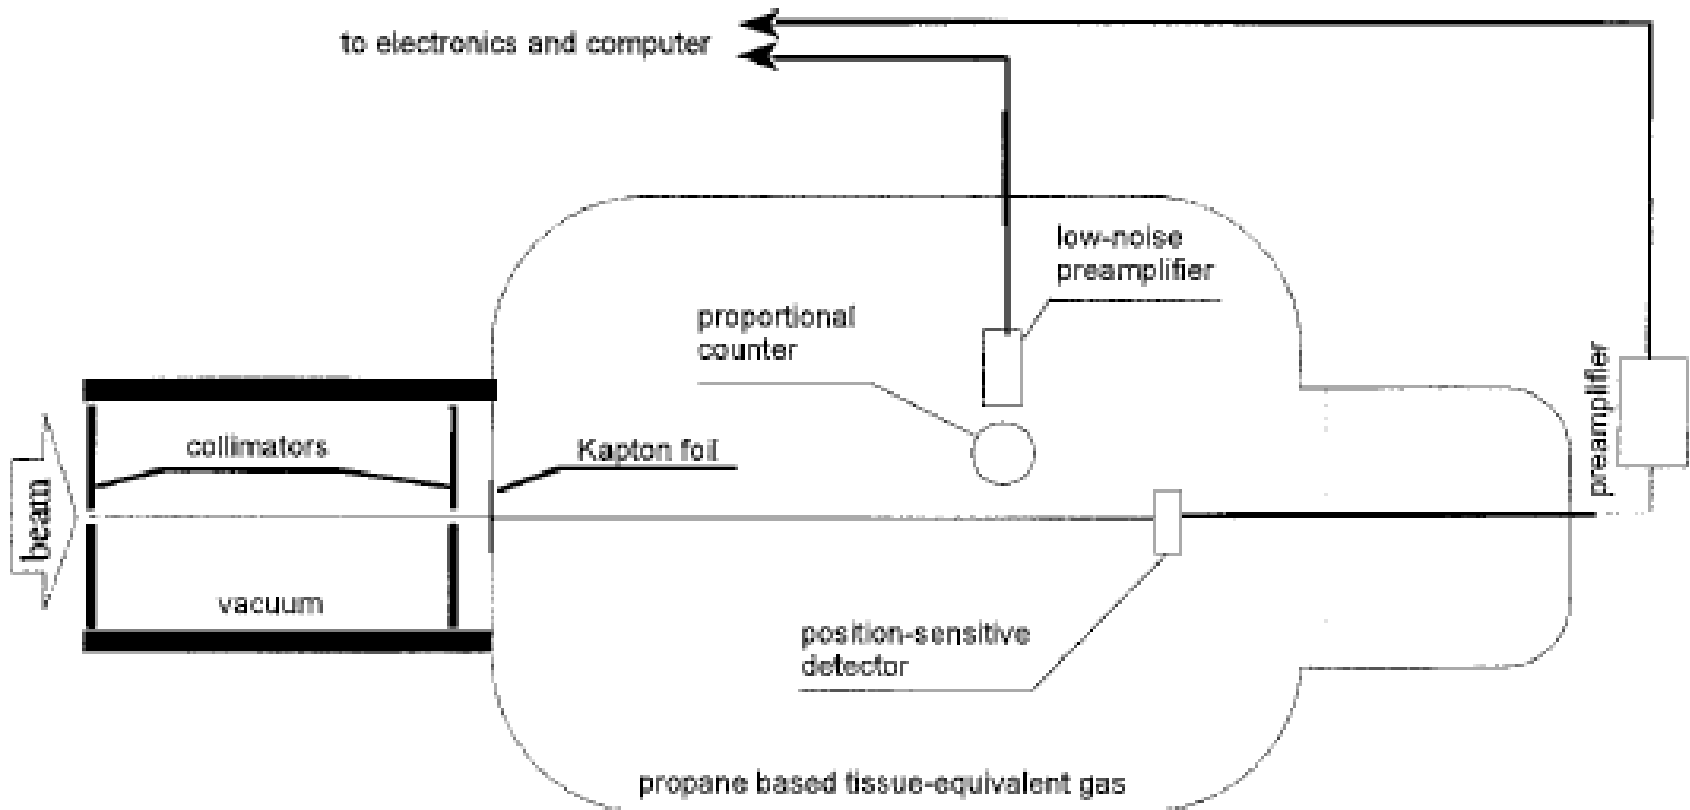 to electronics and computer
low-noise
preamplifier
proportional
counter
preamplifier
collimators
Kapton foil
beam
vacuum
position-sensitive
detector
propane based tissue-equivalent gas